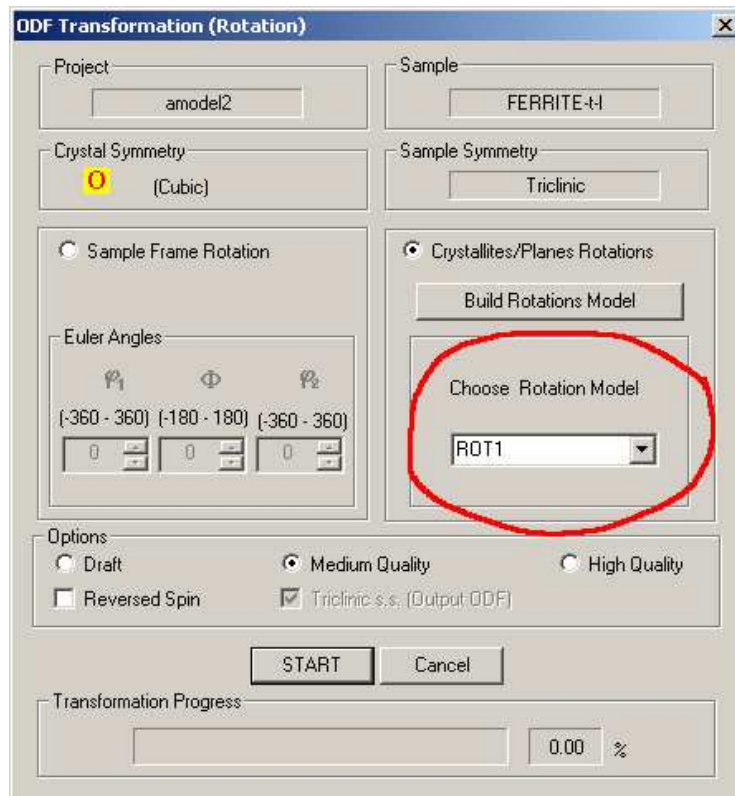 ODF Transformation (Rotation)
Project
amodel2
Sample
FERRITE-t-l
Crystal Symmetry
O (Cubic)
Sample Symmetry
Triclinic
Sample Frame Rotation
Crystallites/Planes Rotations
Build Rotations Model
Euler Angles
φ1 Φ φ2
(-360 - 360) (-180 - 180) (-360 - 360)
0 0 0
Choose Rotation Model
ROT1
Options
Draft Medium Quality High Quality
Reversed Spin Triclinic s.s. (Output ODF)
START Cancel
Transformation Progress
0.00 %